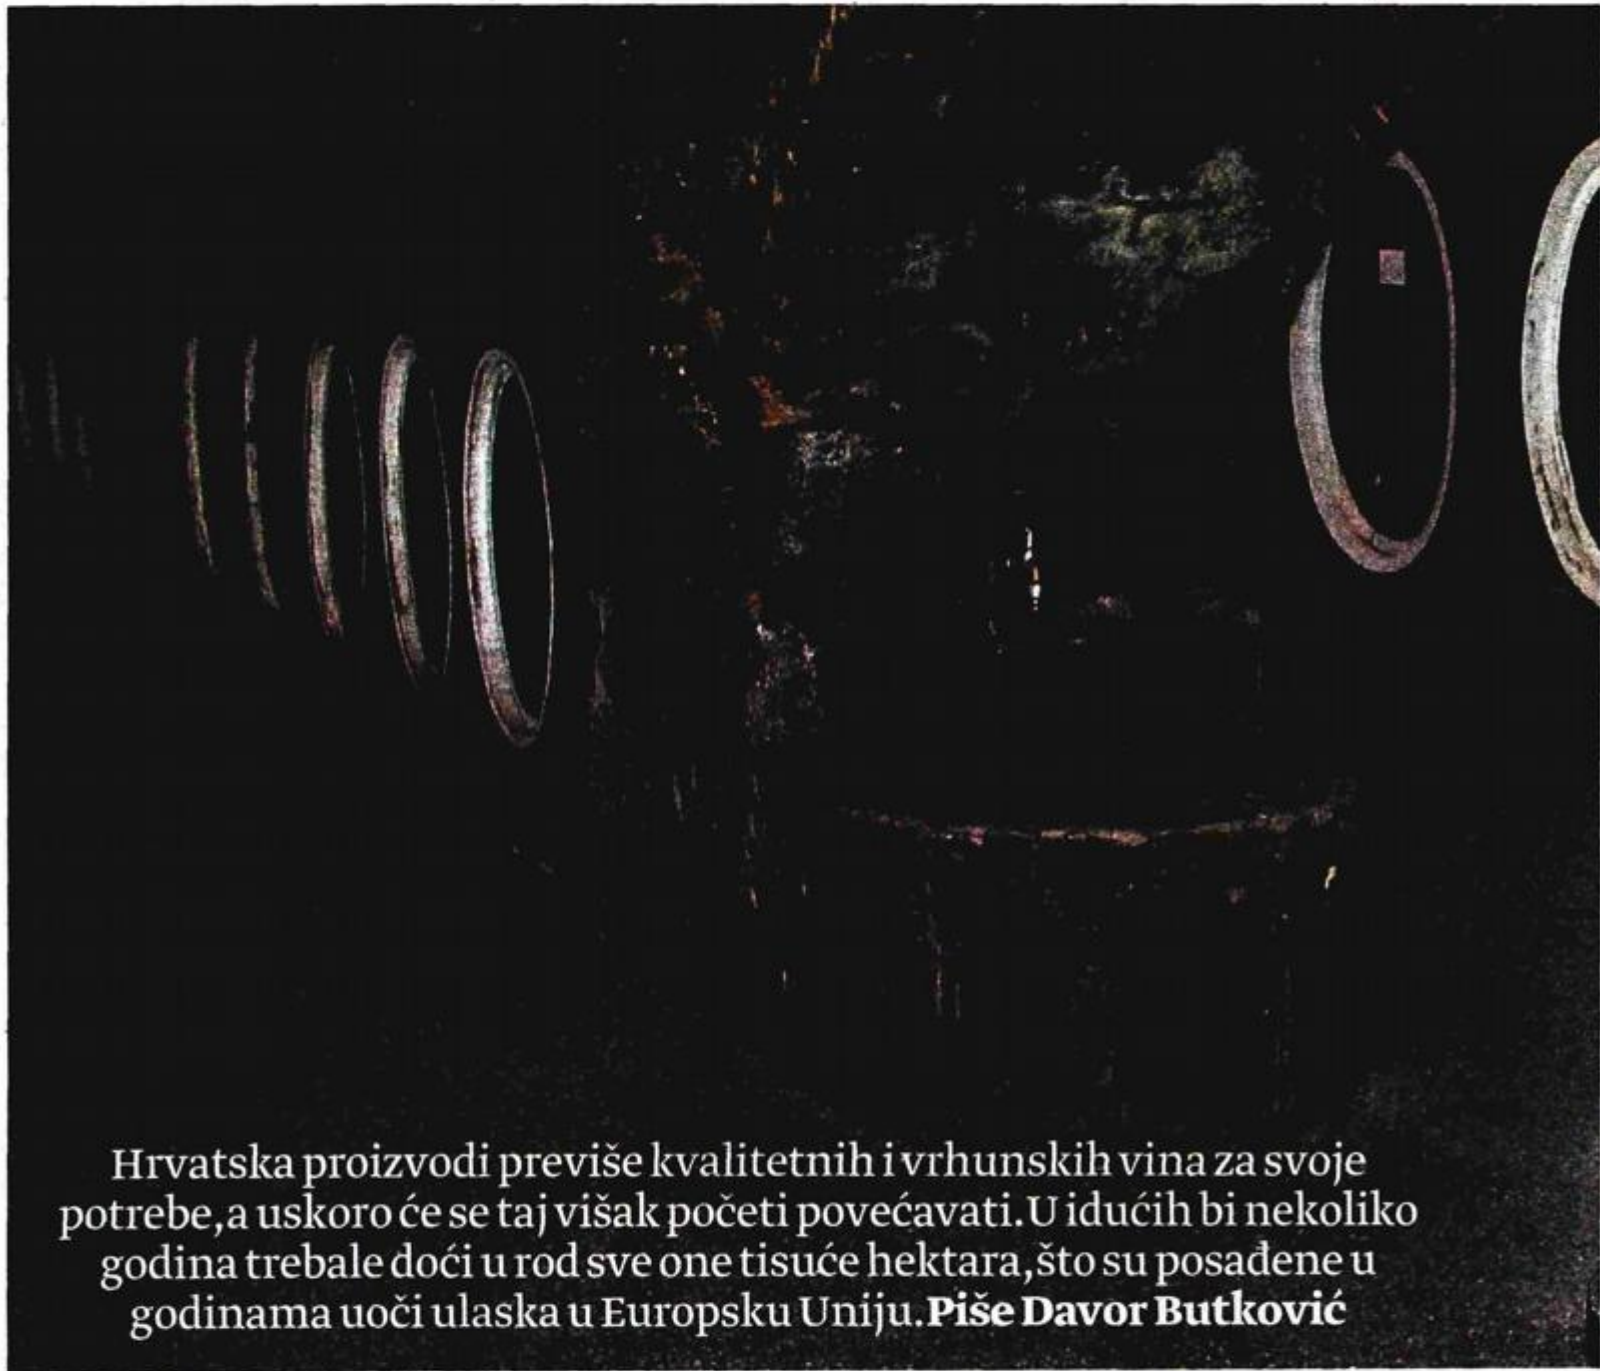 Hrvatska proizvodi previše kvalitetnih i vrhunskih vina za svoje
potrebe, a uskoro će se taj višak početi povećavati. U idućih bi nekoliko
godina trebale doći u rod sve one tisuće hektara, što su posađene u
godinama uoči ulaska u Europsku Uniju. Piše Davor Butković